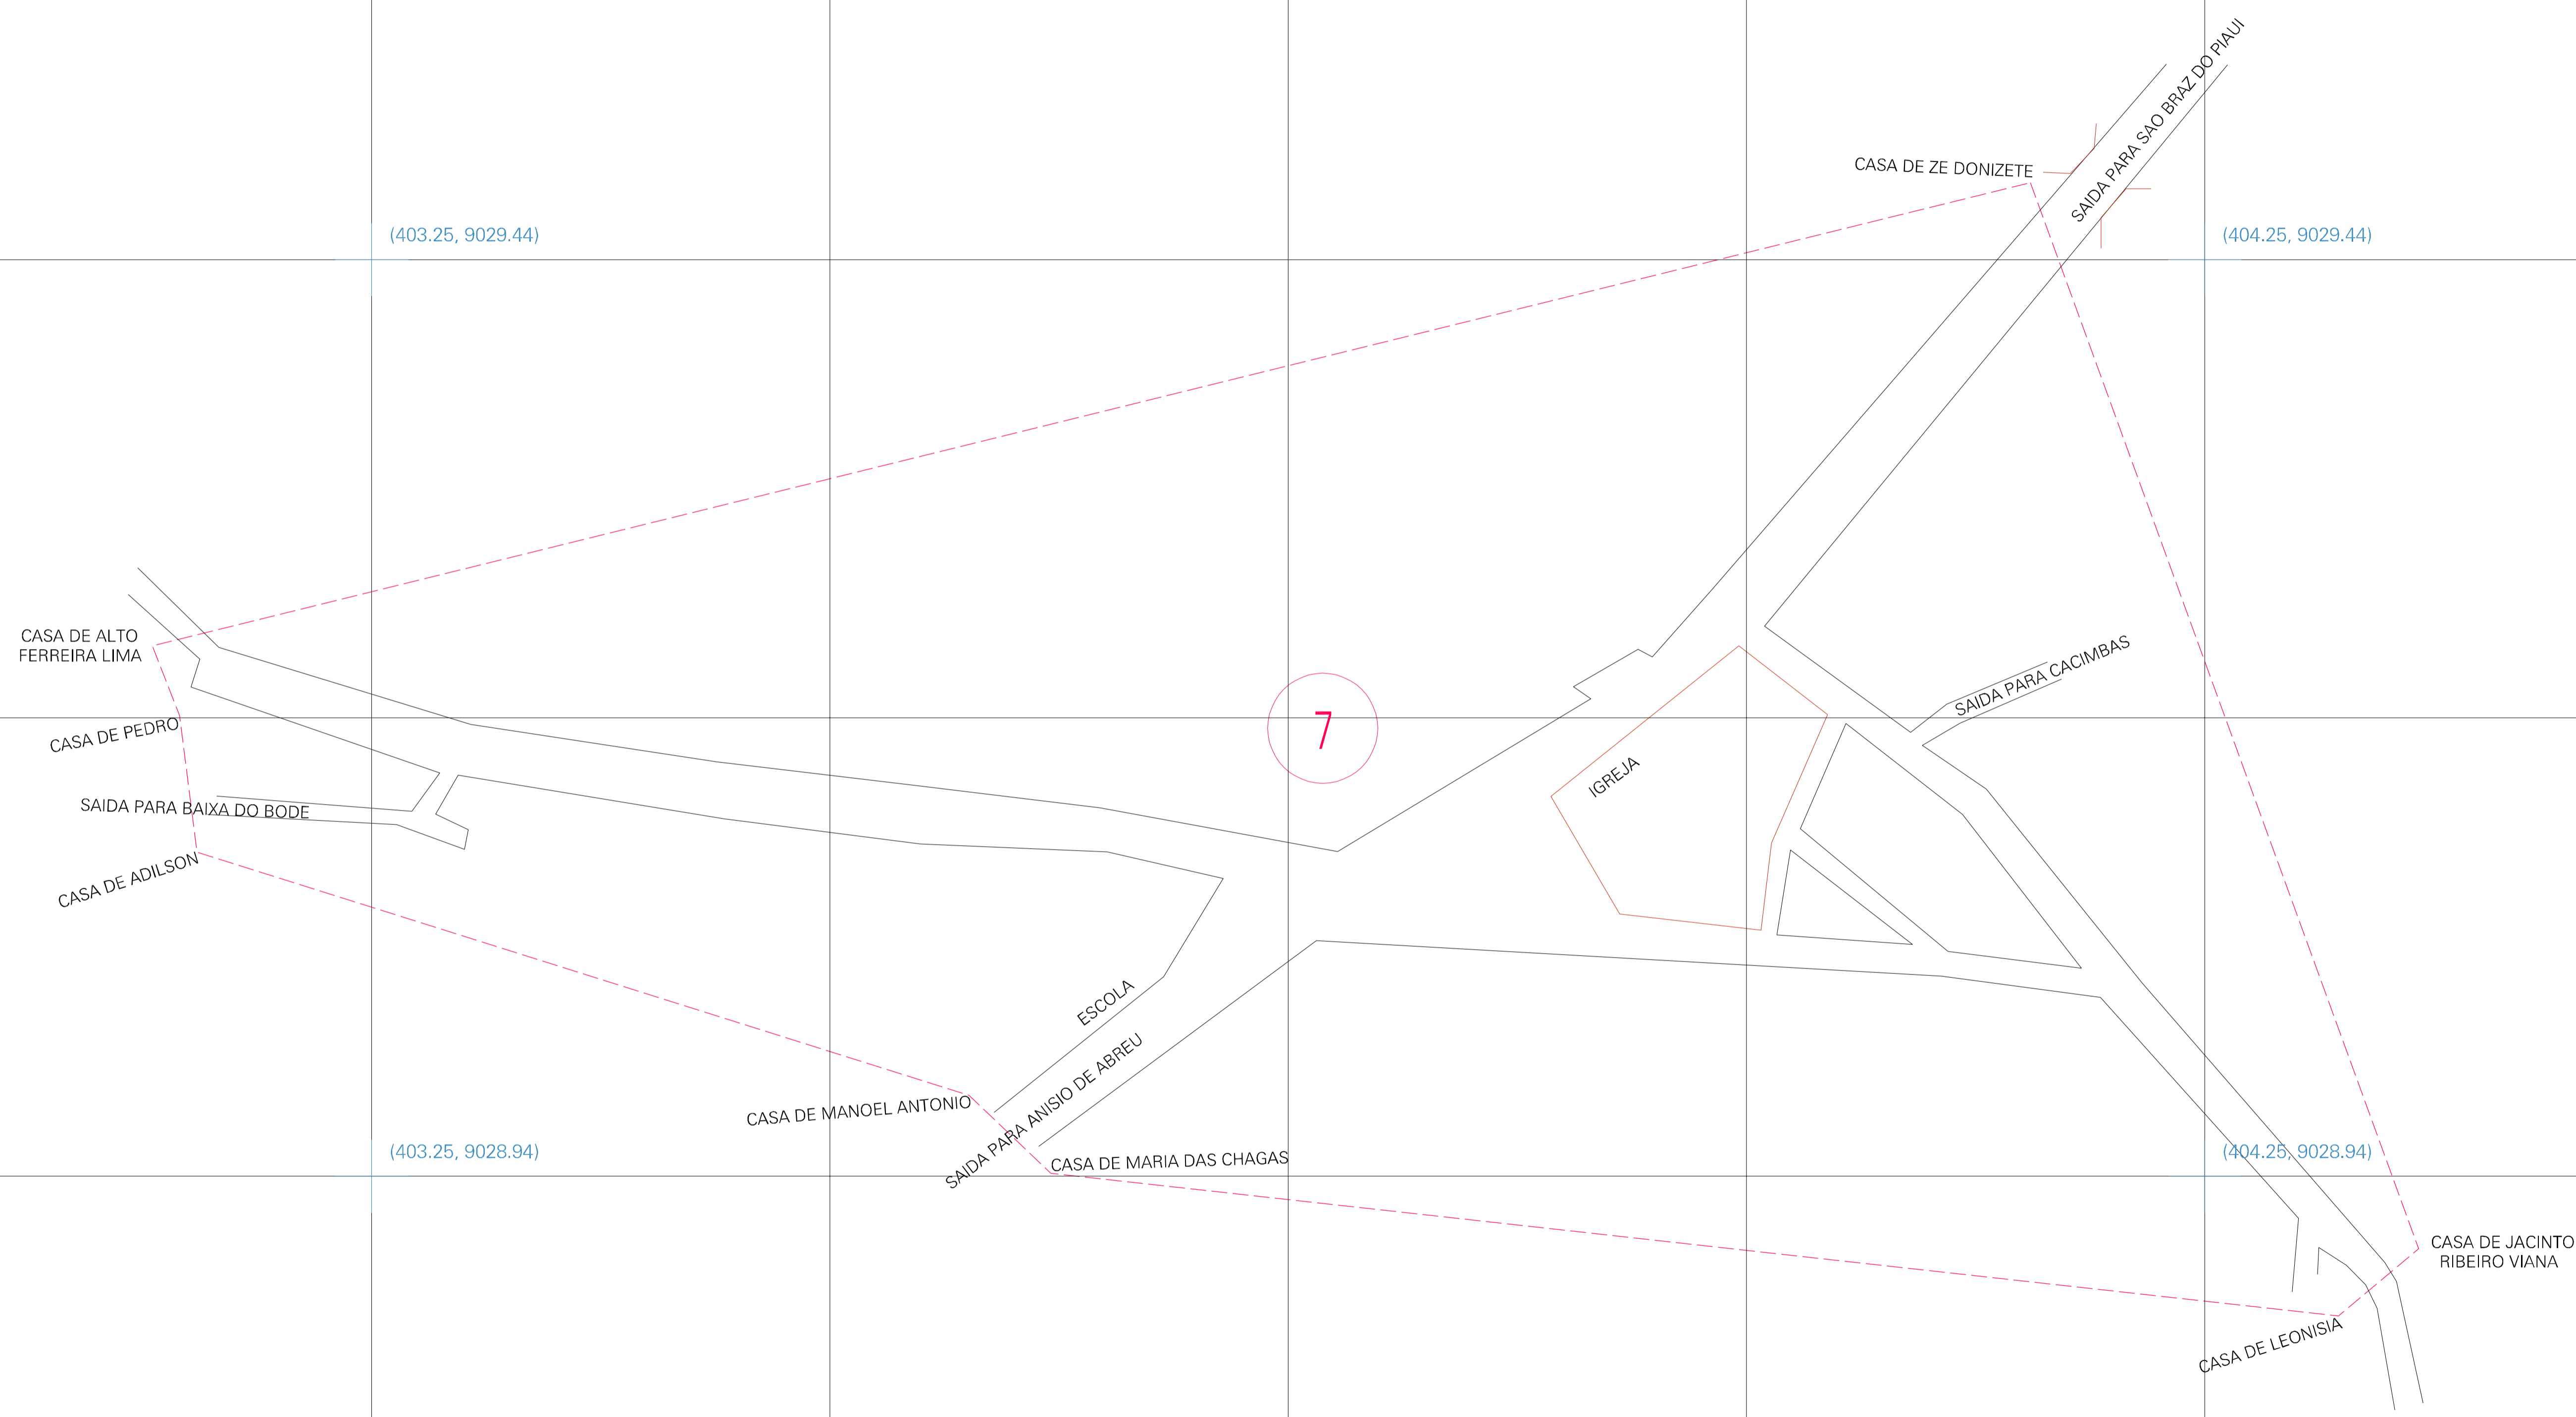 SAIDA PARA SAO BRAZ DO PIAUI
CASA DE ZE DONIZETE
(403.25, 9029.44)
(404.25, 9029.44)
CASA DE ALTO
FERREIRA LIMA
SAIDA PARA CACIMBAS
CASA DE PEDRO
7
IGREJA
SAIDA PARA BAIXA DO BODE
CASA DE ADILSON
ESCOLA
SAIDA PARA ANISIO DE ABREU
CASA DE MANOEL ANTONIO
(403.25, 9028.94)
CASA DE MARIA DAS CHAGAS
(404.25, 9028.94)
CASA DE JACINTO
RIBEIRO VIANA
CASA DE LEONISIA